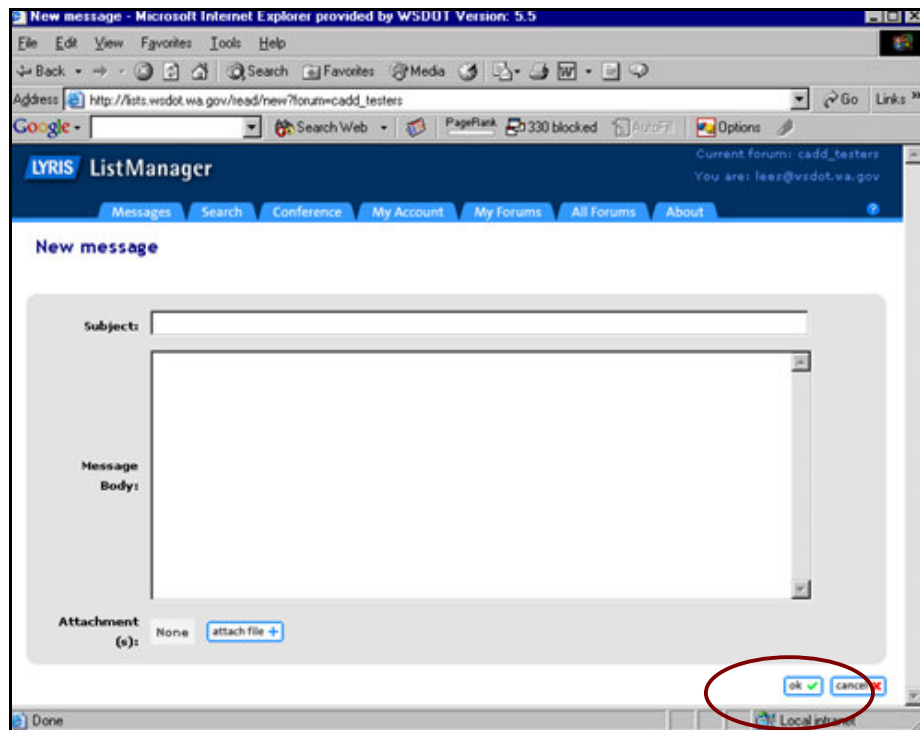 New message - Microsoft Internet Explorer provided by WSDOT Version: 5.5
File Edit View Favorites Tools Help
Back Search Favorites Media
Address http://lists.wsdot.wa.gov/read/new?forum=cadd_testers Go Links »
Google Search Web PageRank 330 blocked AutoFill Options
LYRIS ListManager
Current forum: cadd_testers
You are: lees@wsdot.wa.gov
Messages Search Conference My Account My Forums All Forums About ?
New message
Subject:
Message
Body:
Attachment
(s):
None attach file +
ok cancel
Done Local intranet